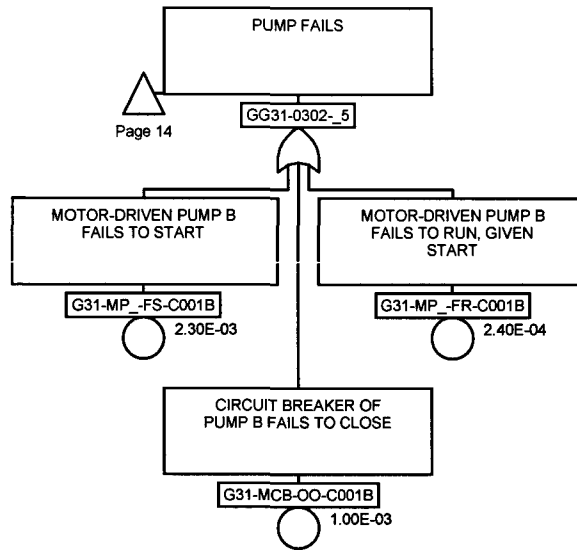 PUMP FAILS
Page 14
GG31-0302-_5
MOTOR-DRIVEN PUMP B
FAILS TO START
G31-MP_-FS-C001B
2.30E-03
MOTOR-DRIVEN PUMP B
FAILS TO RUN, GIVEN
START
G31-MP_-FR-C001B
2.40E-04
CIRCUIT BREAKER OF
PUMP B FAILS TO CLOSE
G31-MCB-OO-C001B
1.00E-03